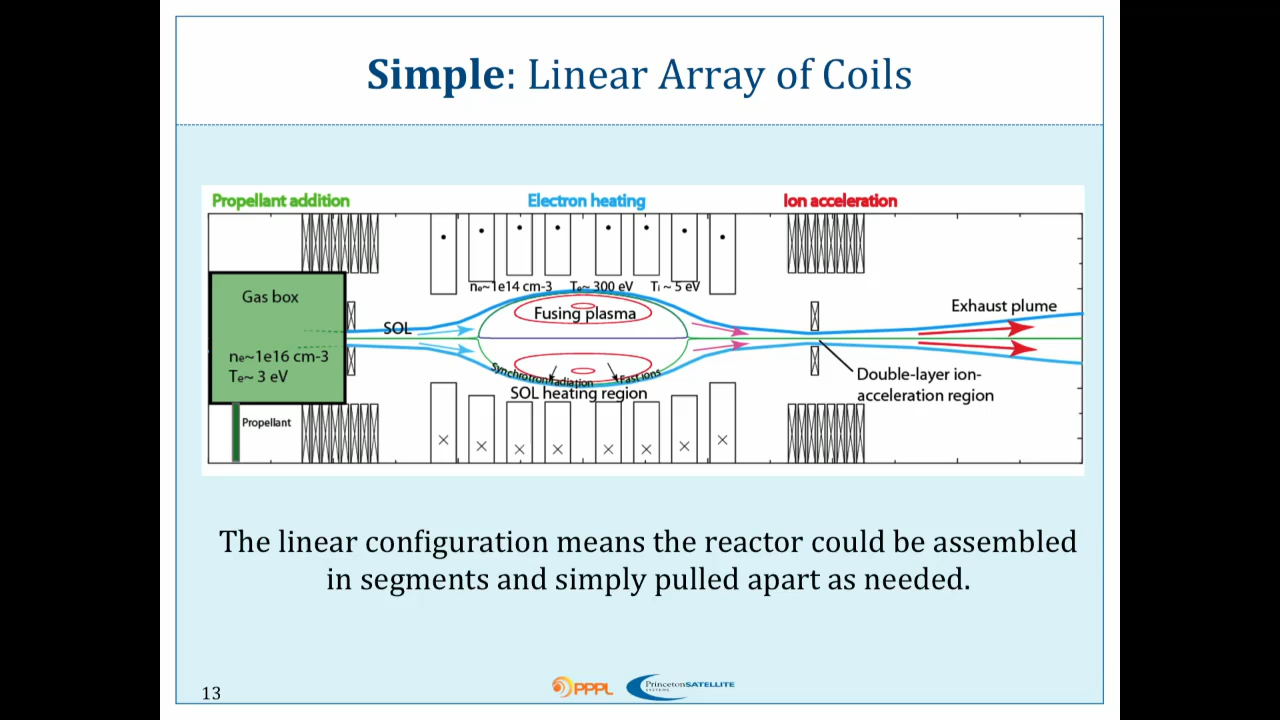 Simple: Linear Array of Coils
Propellant addition
Electron heating
Ion acceleration
Gas box
nₑ~1e16 cm-3
Tₑ~ 3 eV
Propellant
SOL
nₑ~1e14 cm-3 Tₑ~ 300 eV Tᵢ ~ 5 eV
Fusing plasma
Synchrotron radiation
Fast ions
SOL heating region
Exhaust plume
Double-layer ion-
acceleration region
The linear configuration means the reactor could be assembled
in segments and simply pulled apart as needed.
13
PPPL
PrincetonSATELLITE
SYSTEMS